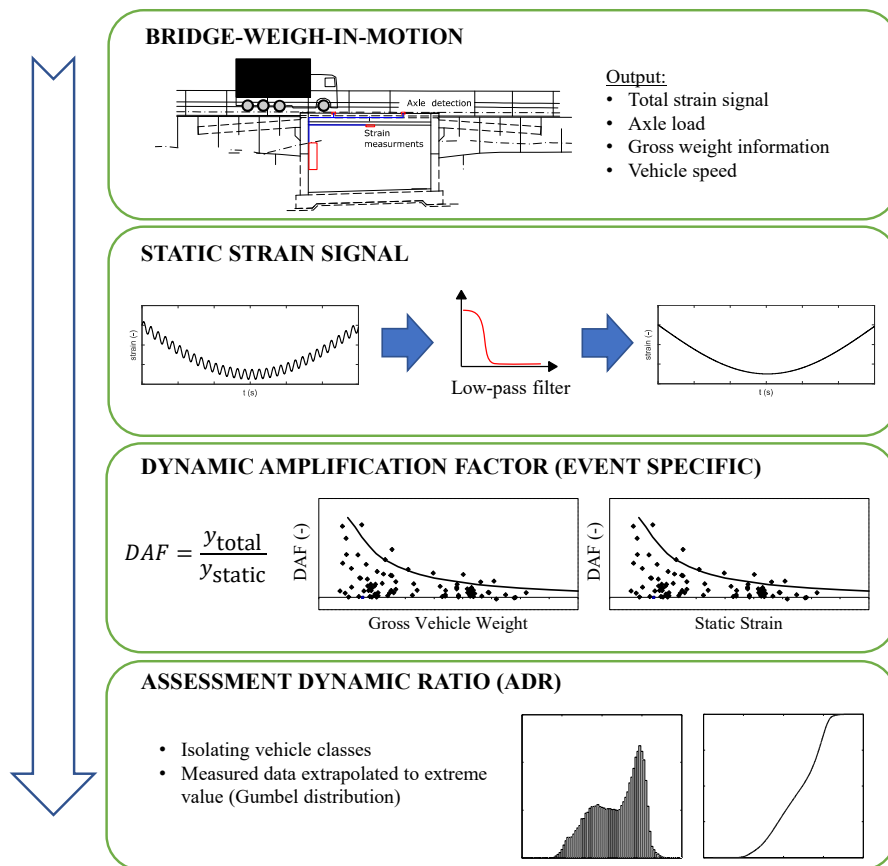 BRIDGE-WEIGH-IN-MOTION
Axle detection
Strain
measurments
Output:
• Total strain signal
• Axle load
• Gross weight information
• Vehicle speed
STATIC STRAIN SIGNAL
strain (-)
t (s)
Low-pass filter
strain (-)
t (s)
DYNAMIC AMPLIFICATION FACTOR (EVENT SPECIFIC)
DAF = y_total / y_static
DAF (-)
Gross Vehicle Weight
DAF (-)
Static Strain
ASSESSMENT DYNAMIC RATIO (ADR)
• Isolating vehicle classes
• Measured data extrapolated to extreme
value (Gumbel distribution)